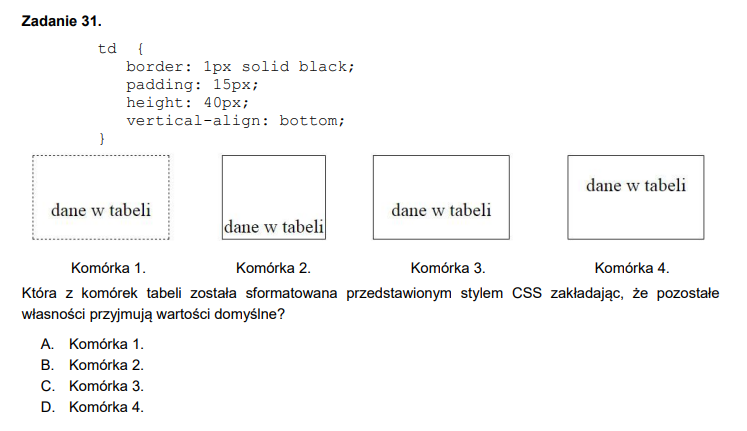 Zadanie 31.
td {
border: 1px solid black;
padding: 15px;
height: 40px;
vertical-align: bottom;
}
dane w tabeli dane w tabeli dane w tabeli dane w tabeli
Komórka 1. Komórka 2. Komórka 3. Komórka 4.
Która z komórek tabeli została sformatowana przedstawionym stylem CSS zakładając, że pozostałe
własności przyjmują wartości domyślne?
A. Komórka 1.
B. Komórka 2.
C. Komórka 3.
D. Komórka 4.